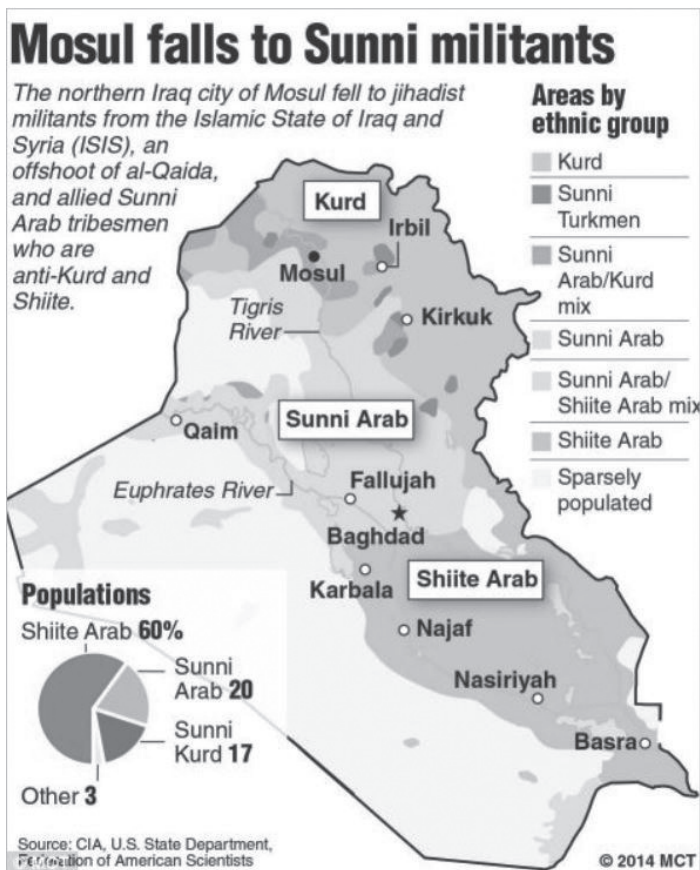 Mosul falls to Sunni militants
The northern Iraq city of Mosul fell to jihadist
militants from the Islamic State of Iraq and
Syria (ISIS), an
offshoot of al-Qaida,
and allied Sunni
Arab tribesmen
who are
anti-Kurd and
Shiite.
Areas by
ethnic group
Kurd
Sunni
Turkmen
Sunni
Arab/Kurd
mix
Sunni Arab
Sunni Arab/
Shiite Arab mix
Shiite Arab
Sparsely
populated
Kurd
Irbil
Mosul
Tigris
River
Kirkuk
Sunni Arab
Qaim
Euphrates River
Fallujah
Baghdad
Karbala
Shiite Arab
Najaf
Nasiriyah
Basra
Populations
Shiite Arab 60%
Sunni
Arab 20
Sunni
Kurd 17
Other 3
Source: CIA, U.S. State Department,
Federation of American Scientists
© 2014 MCT